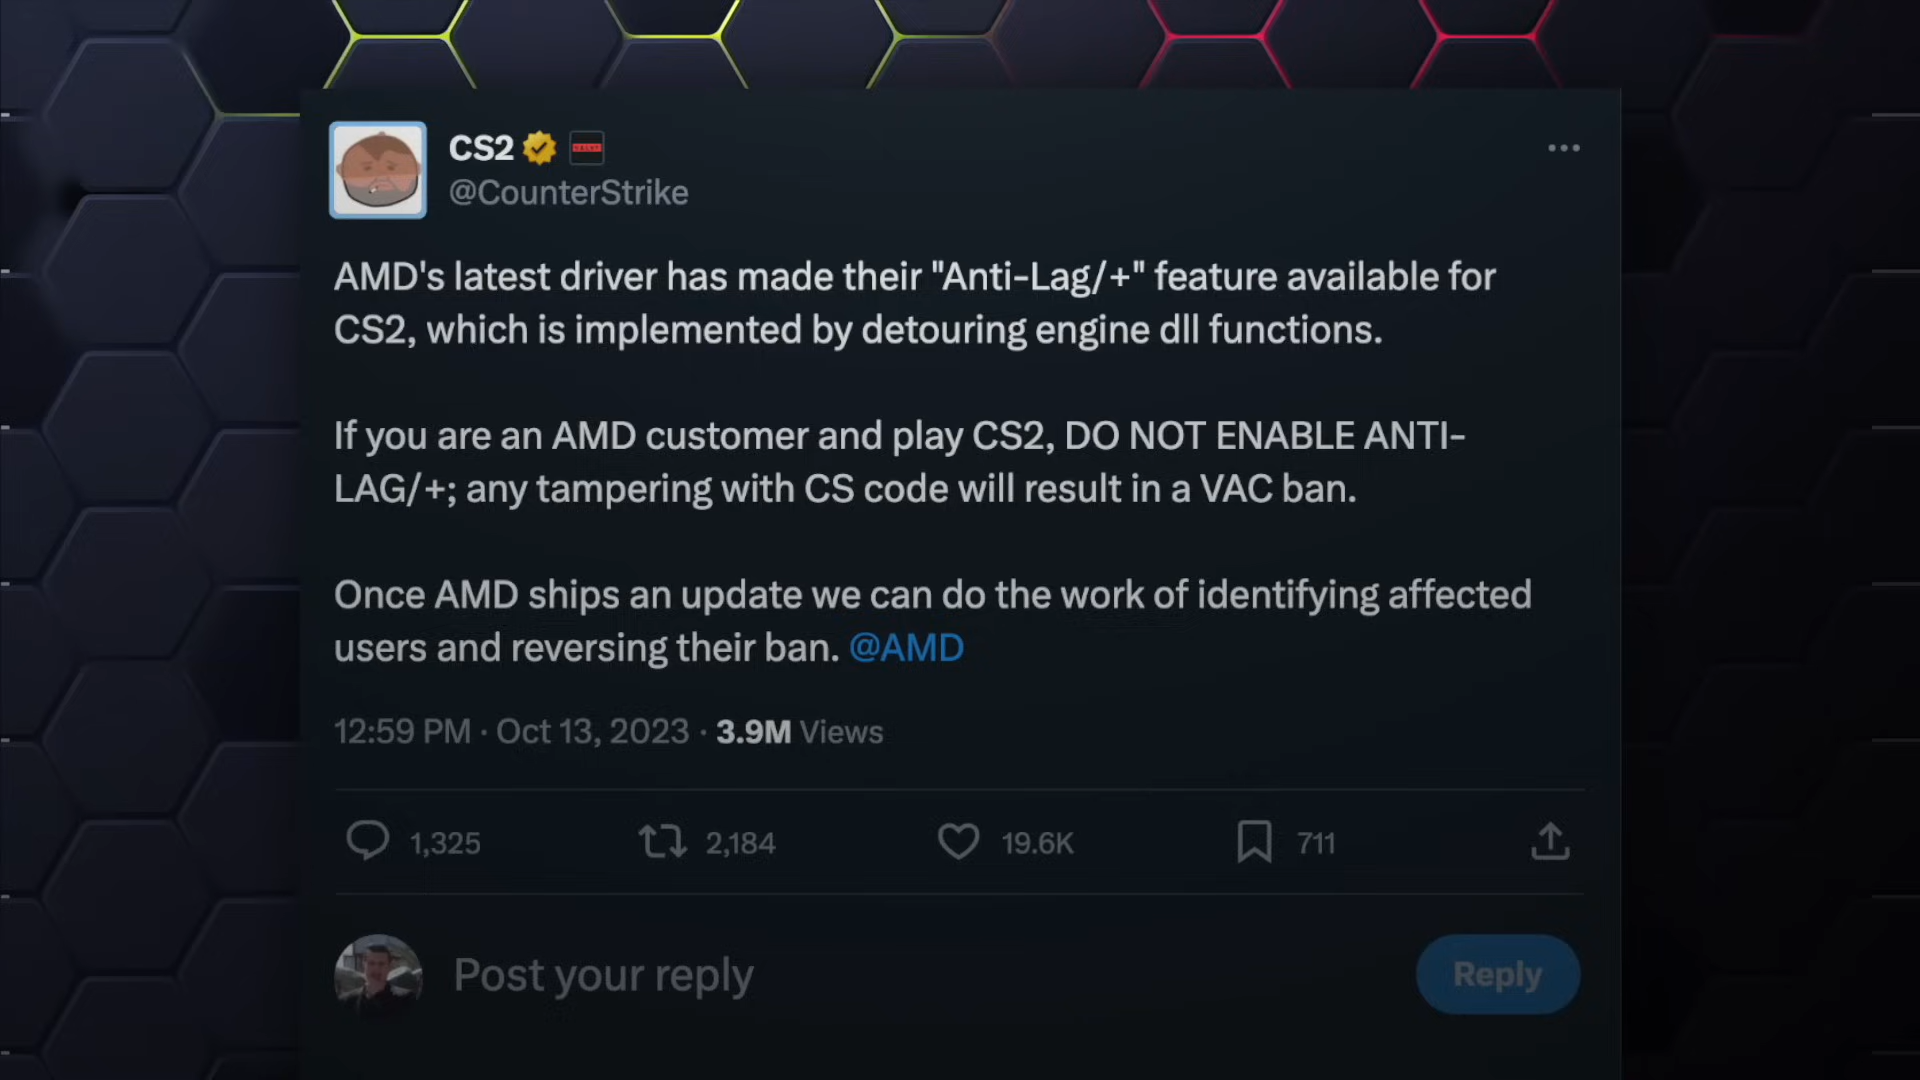 CS2
VALVE
@CounterStrike
AMD's latest driver has made their "Anti-Lag/+" feature available for
CS2, which is implemented by detouring engine dll functions.
If you are an AMD customer and play CS2, DO NOT ENABLE ANTI-
LAG/+; any tampering with CS code will result in a VAC ban.
Once AMD ships an update we can do the work of identifying affected
users and reversing their ban. @AMD
12:59 PM · Oct 13, 2023 · 3.9M Views
1,325 2,184 19.6K 711
Post your reply Reply